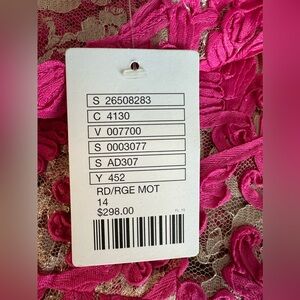 S 26508283
C 4130
V 007700
S 0003077
S AD307
Y 452
RD/RGE MOT
14
$298.00